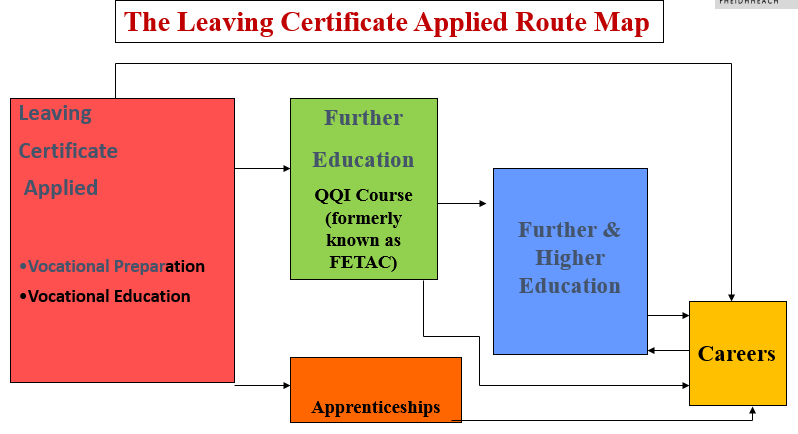 The Leaving Certificate Applied Route Map
Leaving
Certificate
Applied
•Vocational Preparation
•Vocational Education
Further
Education
QQI Course
(formerly
known as
FETAC)
Further &
Higher
Education
Careers
Apprenticeships